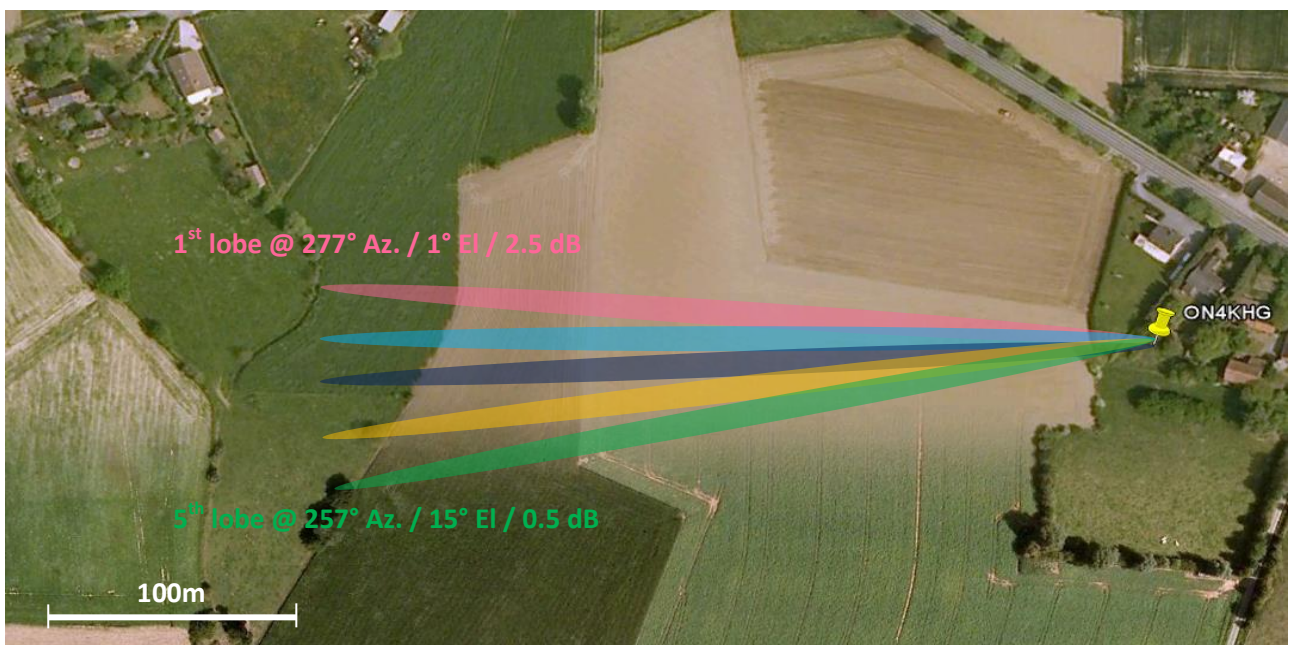 1st lobe @ 277° Az. / 1° El / 2.5 dB
ON4KHG
5th lobe @ 257° Az. / 15° El / 0.5 dB
100m